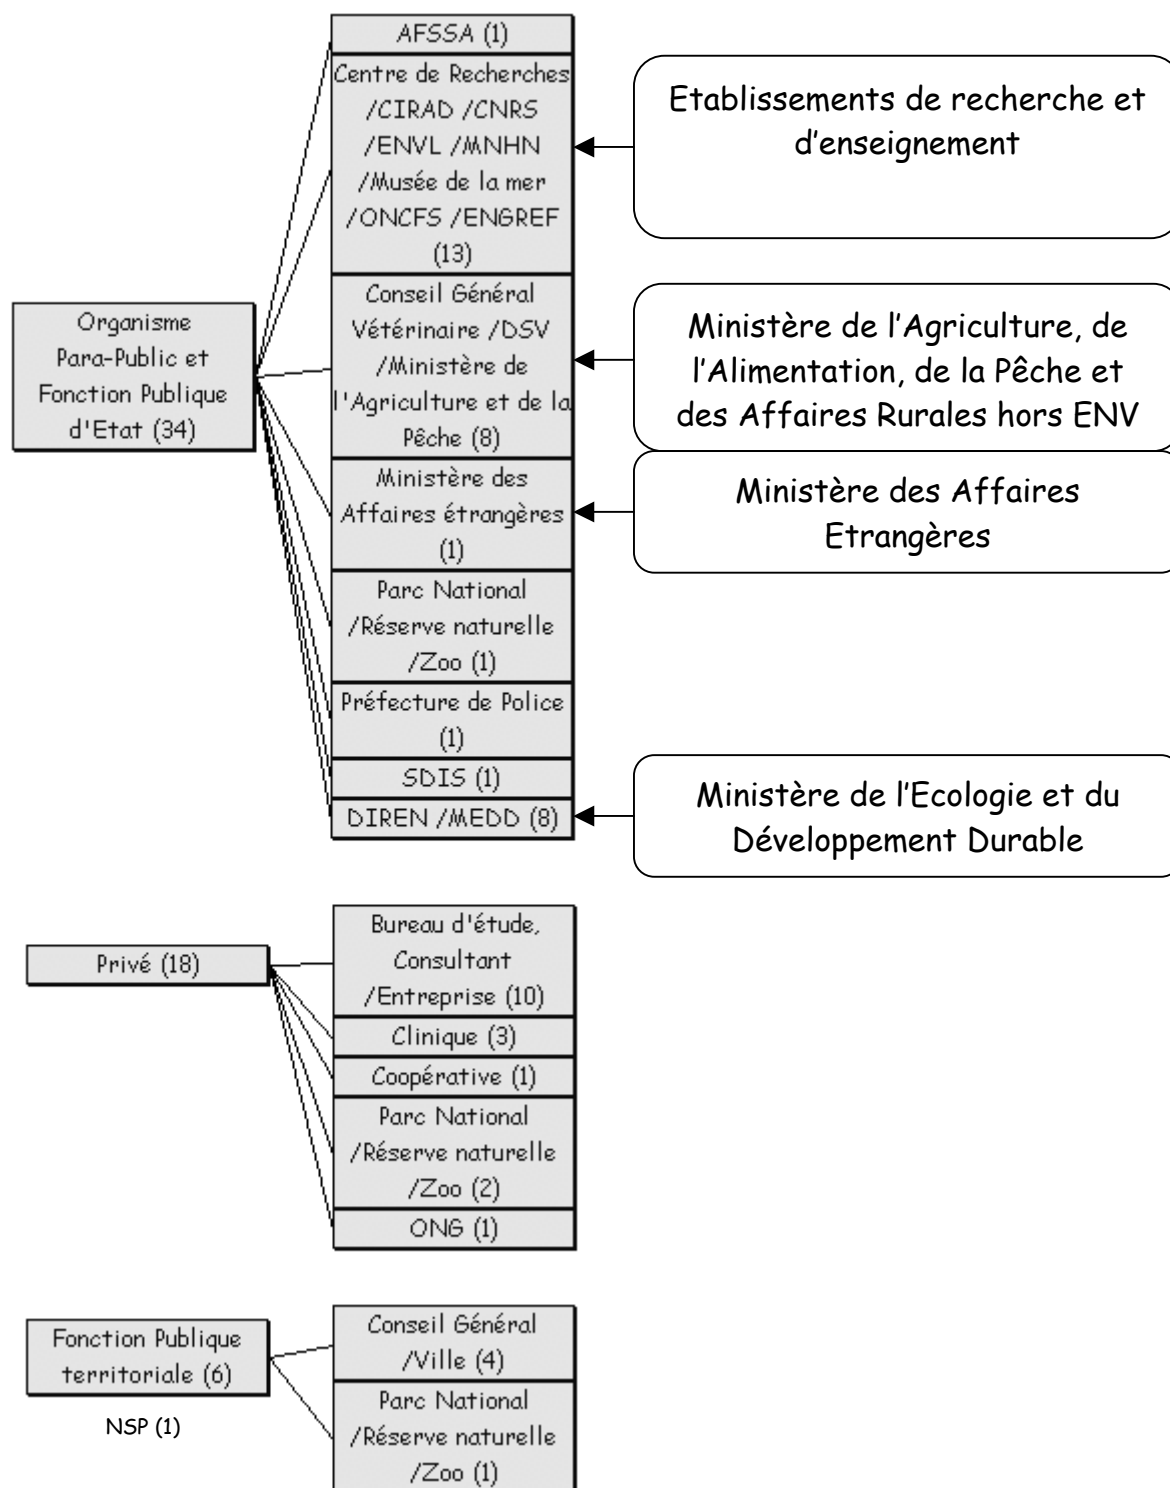 AFSSA (1)
Centre de Recherches
/CIRAD /CNRS
/ENVL /MNHN
/Musée de la mer
/ONCFS /ENGREF
(13)
Etablissements de recherche et
d'enseignement
Organisme
Para-Public et
Fonction Publique
d'Etat (34)
Conseil Général
Vétérinaire /DSV
/Ministère de
l'Agriculture et de la
Pêche (8)
Ministère de l'Agriculture, de
l'Alimentation, de la Pêche et
des Affaires Rurales hors ENV
Ministère des
Affaires étrangères
(1)
Ministère des Affaires
Etrangères
Parc National
/Réserve naturelle
/Zoo (1)
Préfecture de Police
(1)
SDIS (1)
DIREN /MEDD (8)
Ministère de l'Ecologie et du
Développement Durable
Privé (18)
Bureau d'étude,
Consultant
/Entreprise (10)
Clinique (3)
Coopérative (1)
Parc National
/Réserve naturelle
/Zoo (2)
ONG (1)
Fonction Publique
territoriale (6)
NSP (1)
Conseil Général
/Ville (4)
Parc National
/Réserve naturelle
/Zoo (1)